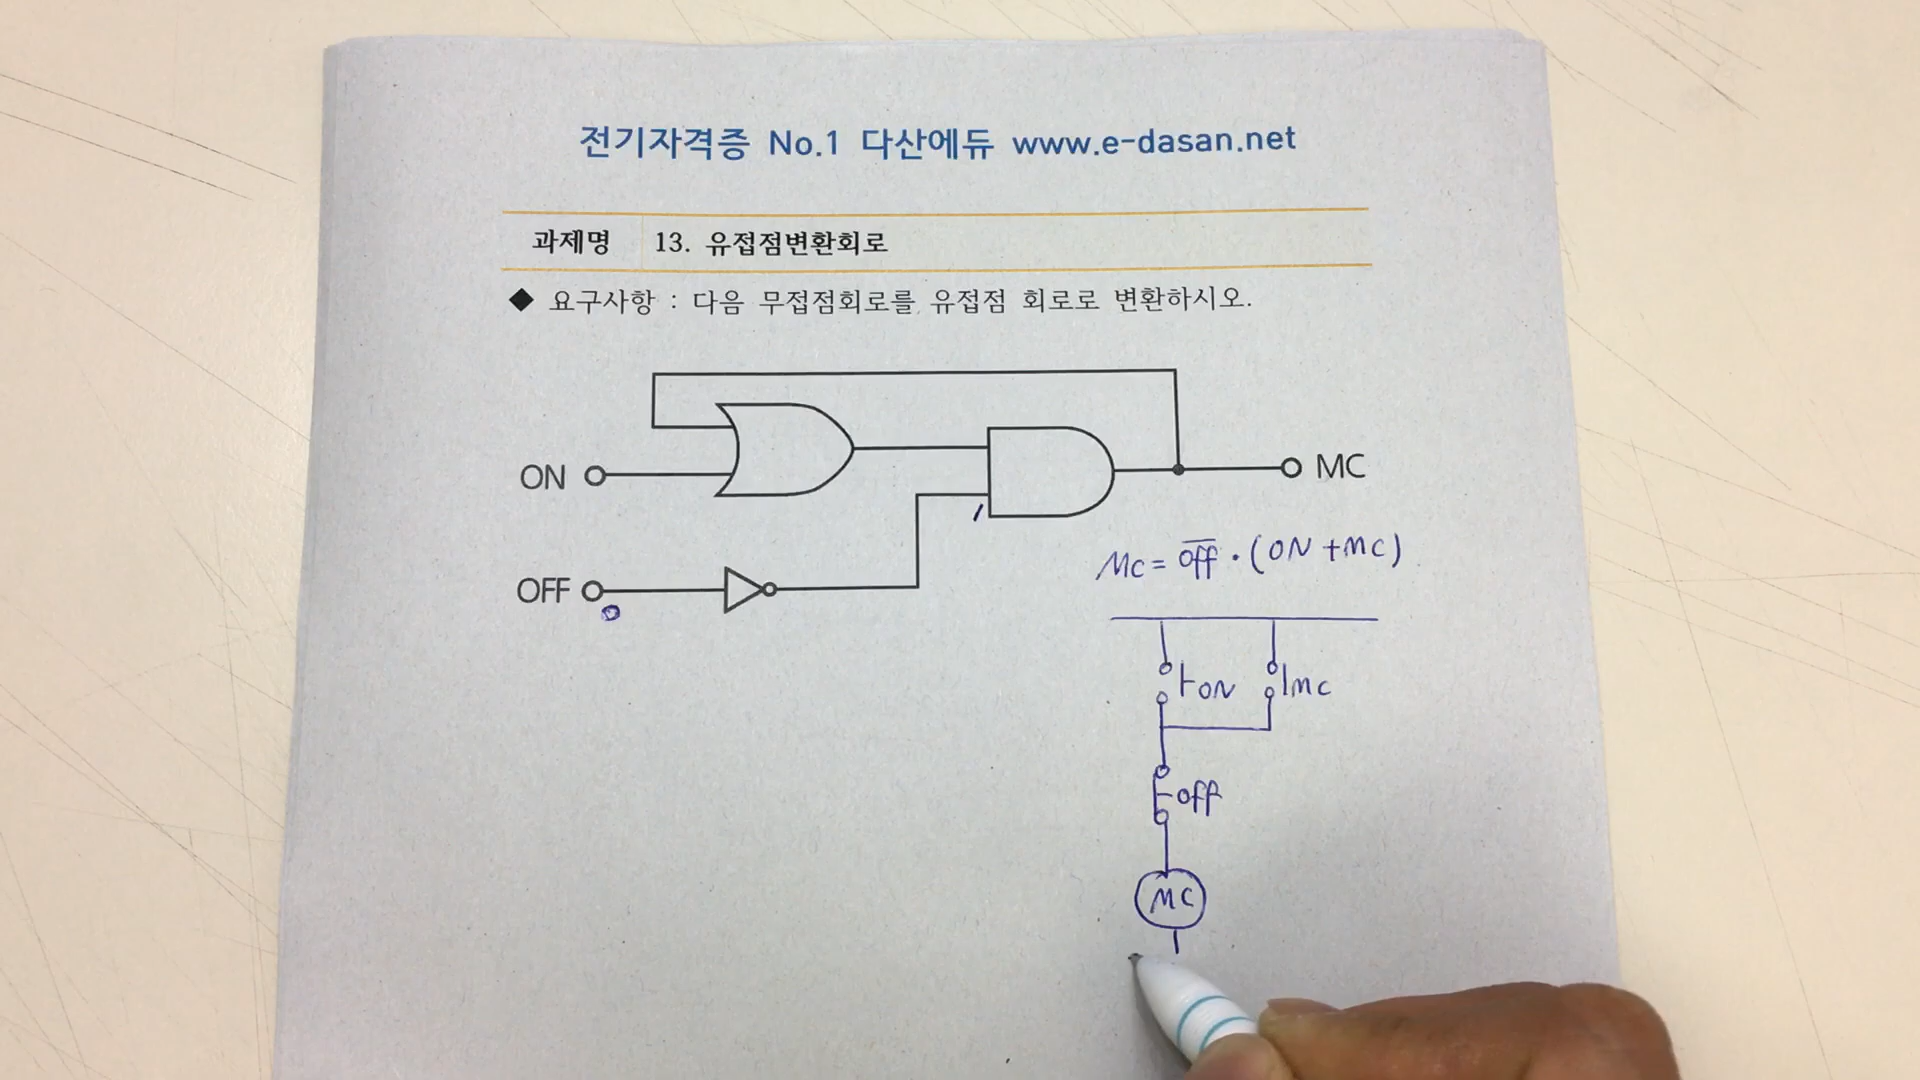 전기자격증 No.1 다산에듀 www.e-dasan.net
과제명 13. 유접점변환회로
◆ 요구사항 : 다음 무접점회로를 유접점 회로로 변환하시오.
ON
MC
OFF
MC = \overline{off} · (ON + MC)
ON
MC
off
MC